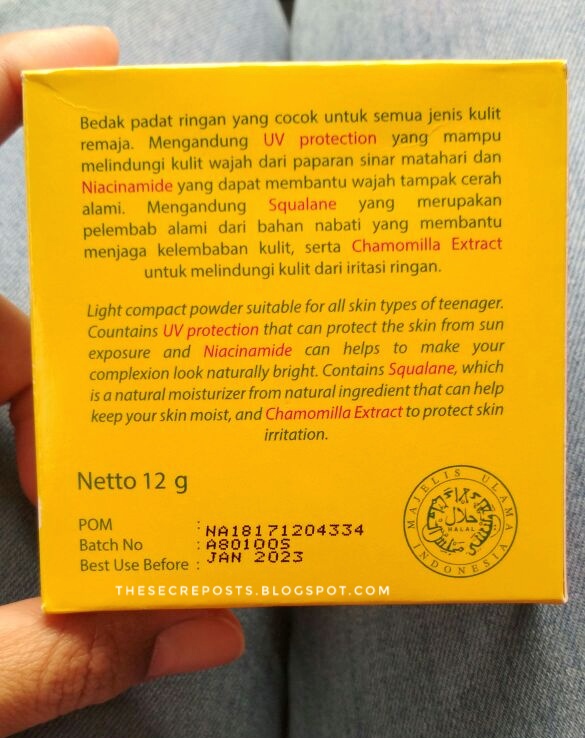 Bedak padat ringan yang cocok untuk semua jenis kulit
remaja. Mengandung UV protection yang mampu
melindungi kulit wajah dari paparan sinar matahari dan
Niacinamide yang dapat membantu wajah tampak cerah
alami. Mengandung Squalane yang merupakan
pelembab alami dari bahan nabati yang membantu
menjaga kelembaban kulit, serta Chamomilla Extract
untuk melindungi kulit dari iritasi ringan.
Light compact powder suitable for all skin types of teenager.
Countains UV protection that can protect the skin from sun
exposure and Niacinamide can helps to make your
complexion look naturally bright. Contains Squalane, which
is a natural moisturizer from natural ingredient that can help
keep your skin moist, and Chamomilla Extract to protect skin
irritation.
Netto 12 g
POM : NA18171204334
Batch No : A801005
Best Use Before : JAN 2023
MAJELIS ULAMA
حلال
HALAL
INDONESIA
THESECREPOSTS.BLOGSPOT.COM